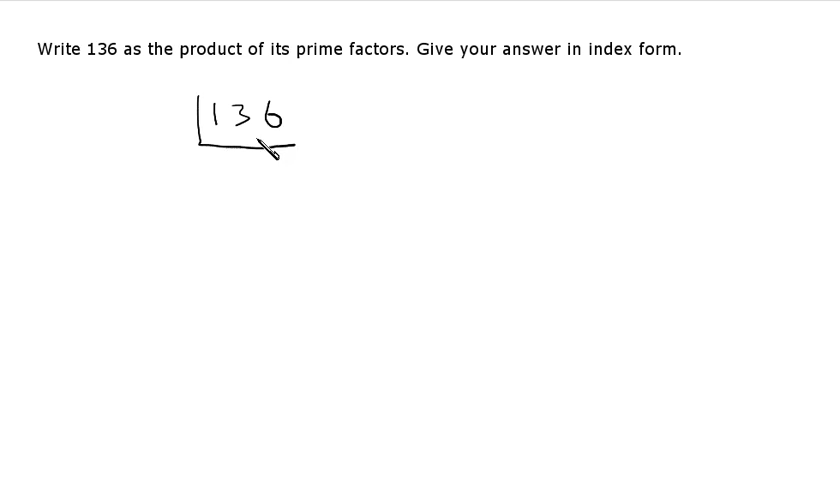 Write 136 as the product of its prime factors. Give your answer in index form.
136